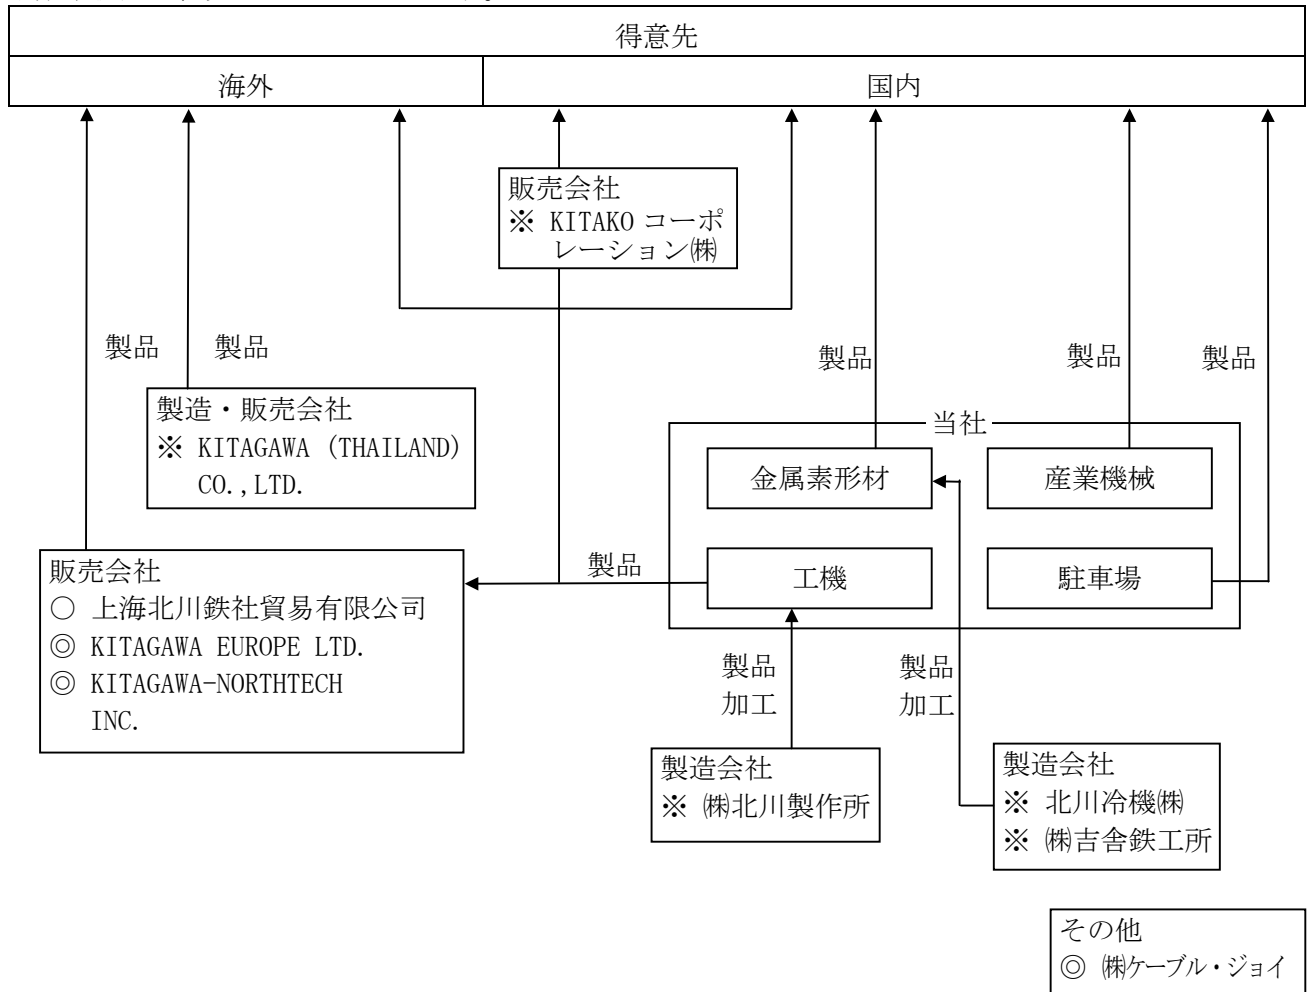 得意先
海外
国内
販売会社
※ KITAKO コーポ
レーション㈱
製品
製品
製品
製品
製品
製造・販売会社
※ KITAGAWA (THAILAND)
CO.,LTD.
当社
金属素形材
産業機械
工機
駐車場
製品
販売会社
○ 上海北川鉄社貿易有限公司
◎ KITAGAWA EUROPE LTD.
◎ KITAGAWA-NORTHTECH
INC.
製品
加工
製品
加工
製造会社
※ ㈱北川製作所
製造会社
※ 北川冷機㈱
※ ㈱吉舎鉄工所
その他
◎ ㈱ケーブル・ジョイ